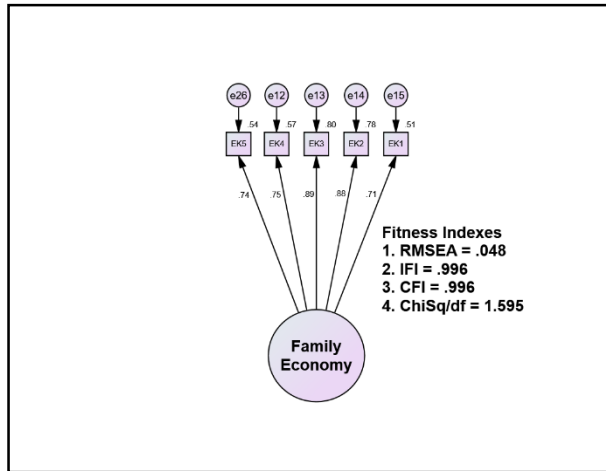 e26 e12 e13 e14 e15
.54 .57 .80 .78 .51
EK5 EK4 EK3 EK2 EK1
.74 .75 .89 .88 .71
Fitness Indexes
1. RMSEA = .048
2. IFI = .996
3. CFI = .996
4. ChiSq/df = 1.595
Family
Economy